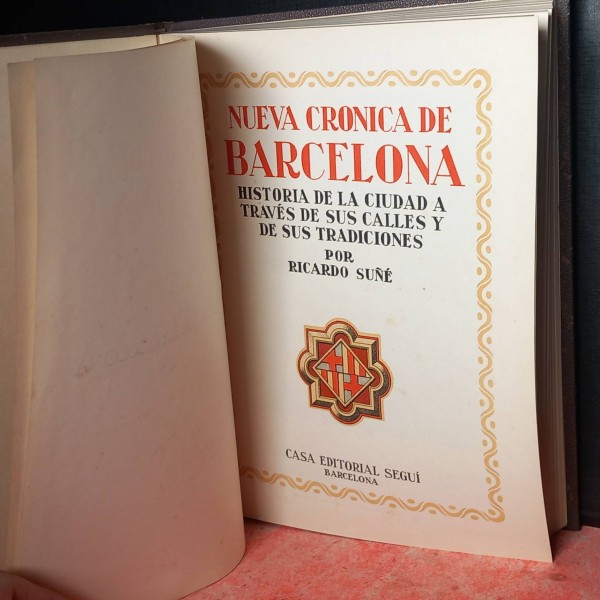 NUEVA CRONICA DE
BARCELONA
HISTORIA DE LA CIUDAD A
TRAVÉS DE SUS CALLES Y
DE SUS TRADICIONES
POR
RICARDO SUÑÉ
CASA EDITORIAL SEGUÍ
BARCELONA